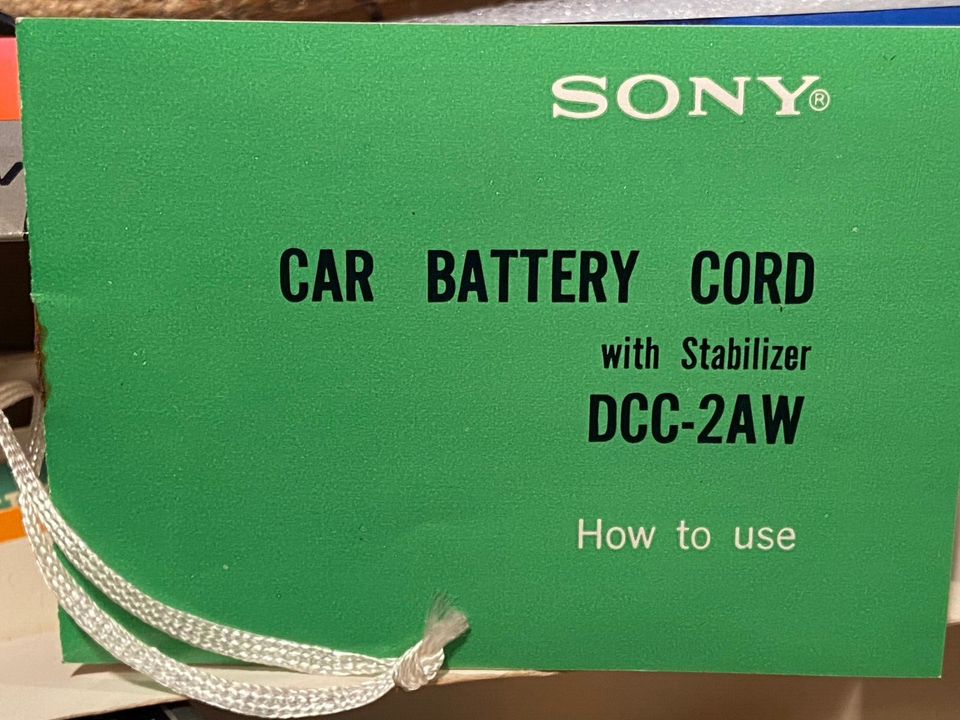 SONY®
CAR BATTERY CORD
with Stabilizer
DCC-2AW
How to use